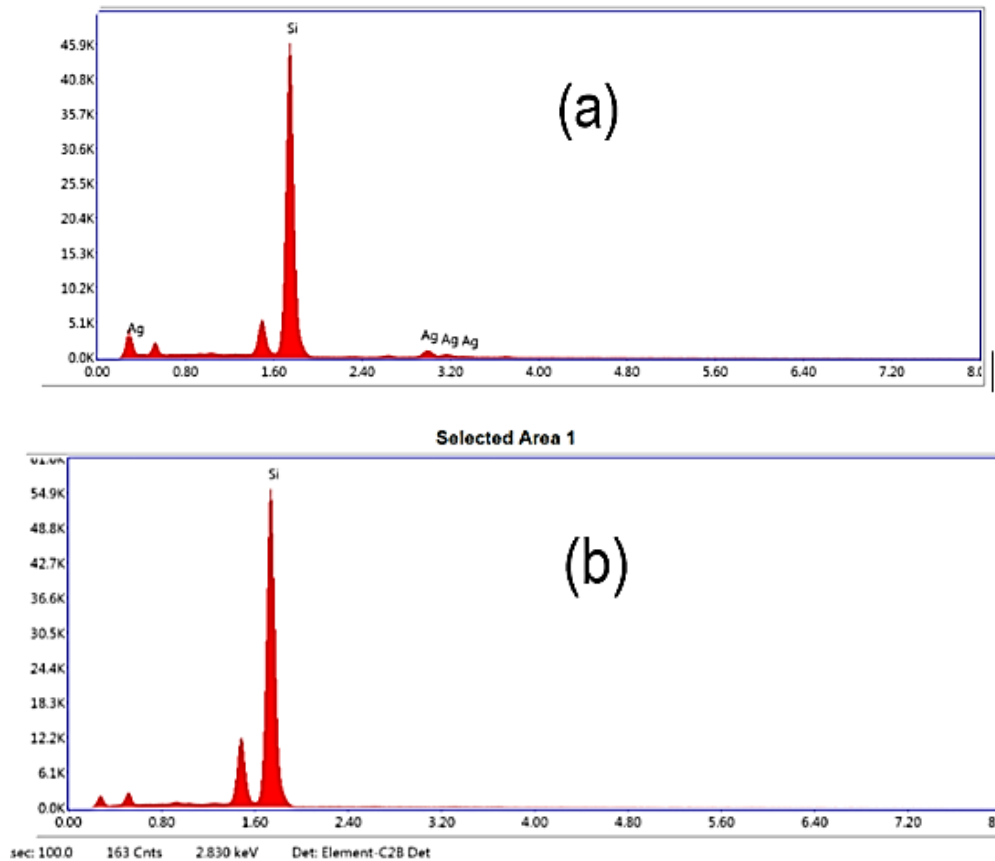 Si
45.9K
40.8K
35.7K
30.6K
25.5K
20.4K
15.3K
10.2K
5.1K
0.0K
(a)
Ag
Ag Ag Ag
0.00 0.80 1.60 2.40 3.20 4.00 4.80 5.60 6.40 7.20
Selected Area 1
Si
54.9K
48.8K
42.7K
36.6K
30.5K
24.4K
18.3K
12.2K
6.1K
0.0K
(b)
0.00 0.80 1.60 2.40 3.20 4.00 4.80 5.60 6.40 7.20
sec: 100.0 163 Cnts 2.830 keV Det: Element-C2B Det